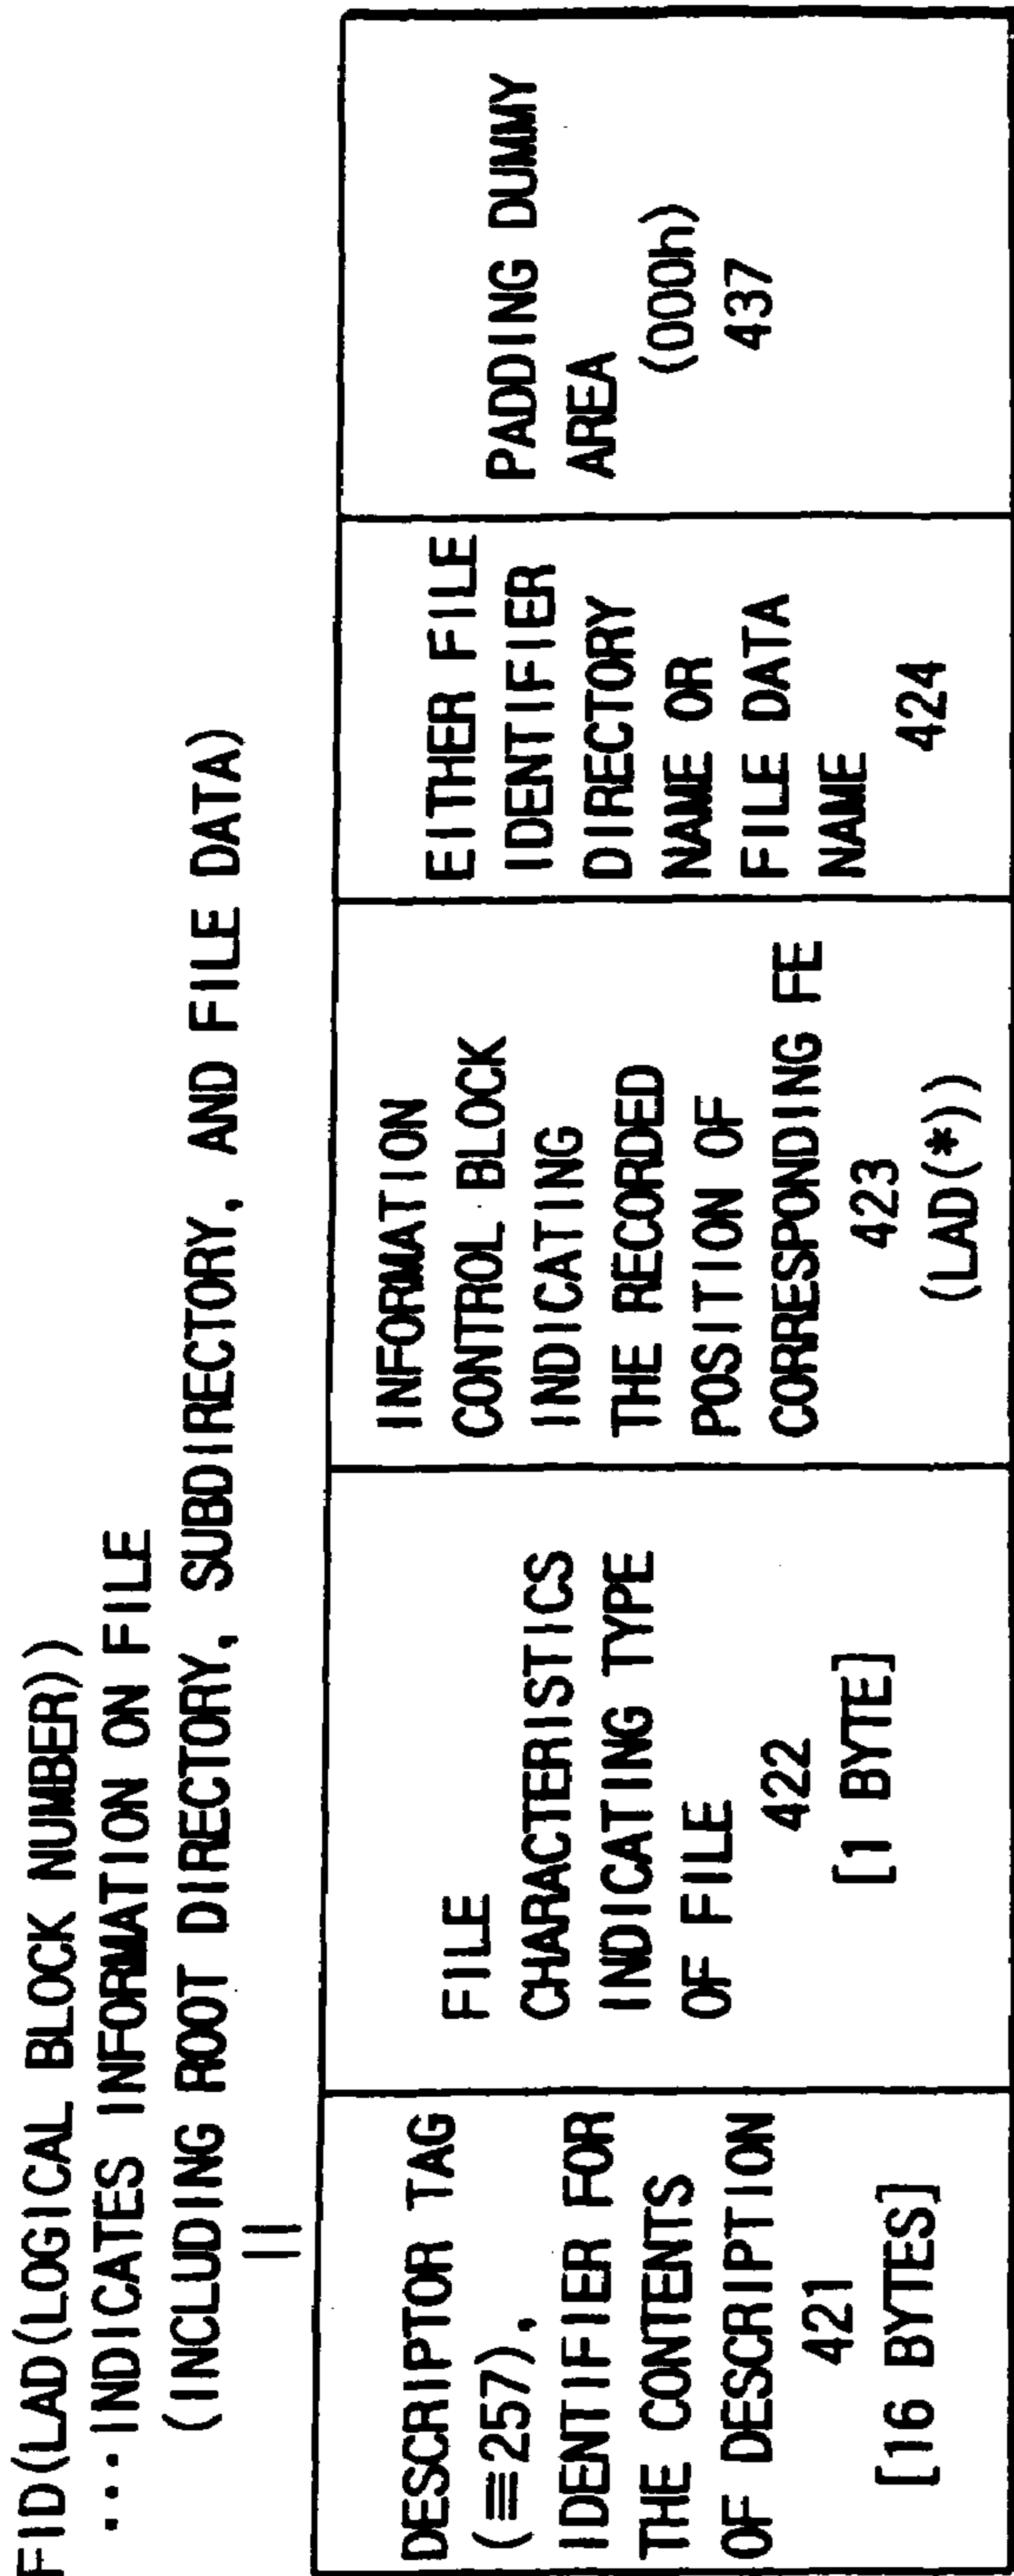 FID(LAD(LOGICAL BLOCK NUMBER))
···INDICATES INFORMATION ON FILE
(INCLUDING ROOT DIRECTORY, SUBDIRECTORY, AND FILE DATA)
||
DESCRIPTOR TAG
(≡257),
IDENTIFIER FOR
THE CONTENTS
OF DESCRIPTION
421
[16 BYTES]
FILE
CHARACTERISTICS
INDICATING TYPE
OF FILE
422
[1 BYTE]
INFORMATION
CONTROL BLOCK
INDICATING
THE RECORDED
POSITION OF
CORRESPONDING FE
423
(LAD(*))
EITHER FILE
IDENTIFIER
DIRECTORY
NAME OR
FILE DATA
NAME
424
PADDING DUMMY
AREA
(000h)
437